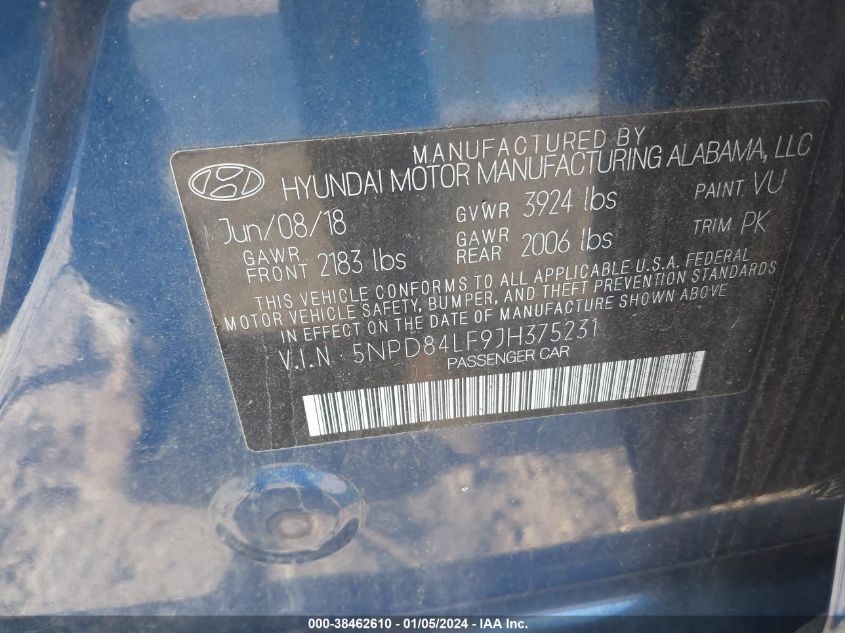 MANUFACTURED BY
HYUNDAI MOTOR MANUFACTURING ALABAMA, LLC
Jun/08/18 GVWR 3924 lbs PAINT VU
GAWR FRONT 2183 lbs GAWR REAR 2006 lbs TRIM PK
THIS VEHICLE CONFORMS TO ALL APPLICABLE U.S.A. FEDERAL
MOTOR VEHICLE SAFETY, BUMPER, AND THEFT PREVENTION STANDARDS
IN EFFECT ON THE DATE OF MANUFACTURE SHOWN ABOVE
V.I.N 5NPD84LF9JH375231
PASSENGER CAR
000-38462610 - 01/05/2024 - IAA Inc.